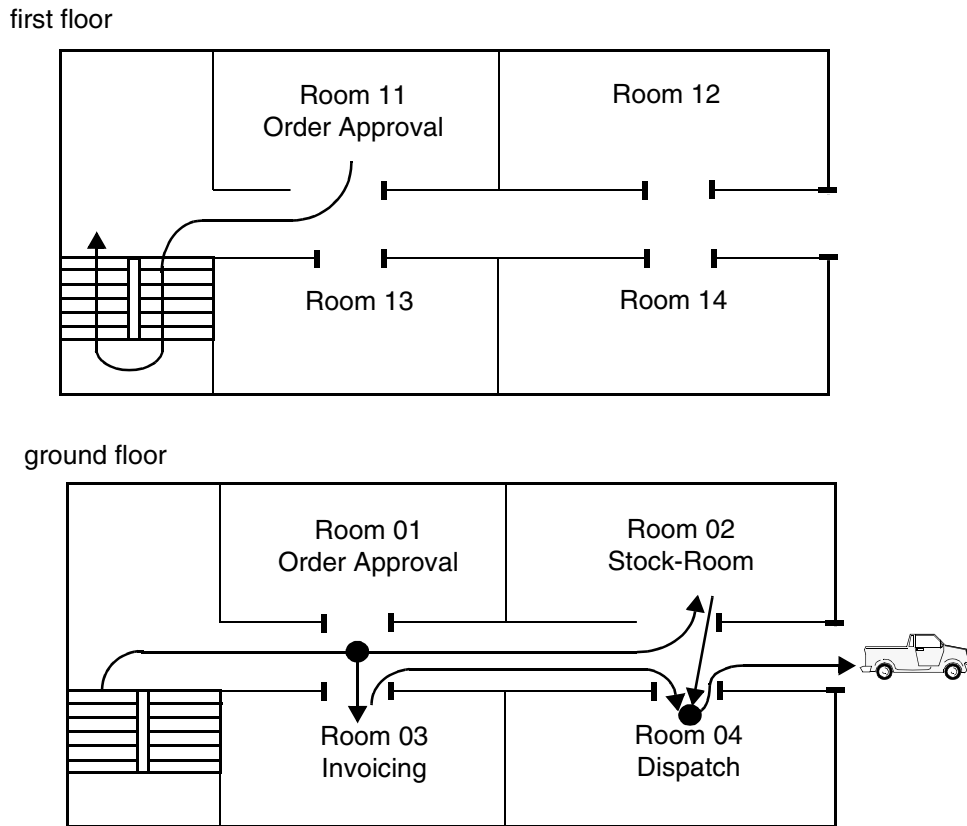 first floor
Room 11
Order Approval
Room 12
Room 13
Room 14
ground floor
Room 01
Order Approval
Room 02
Stock-Room
Room 03
Invoicing
Room 04
Dispatch